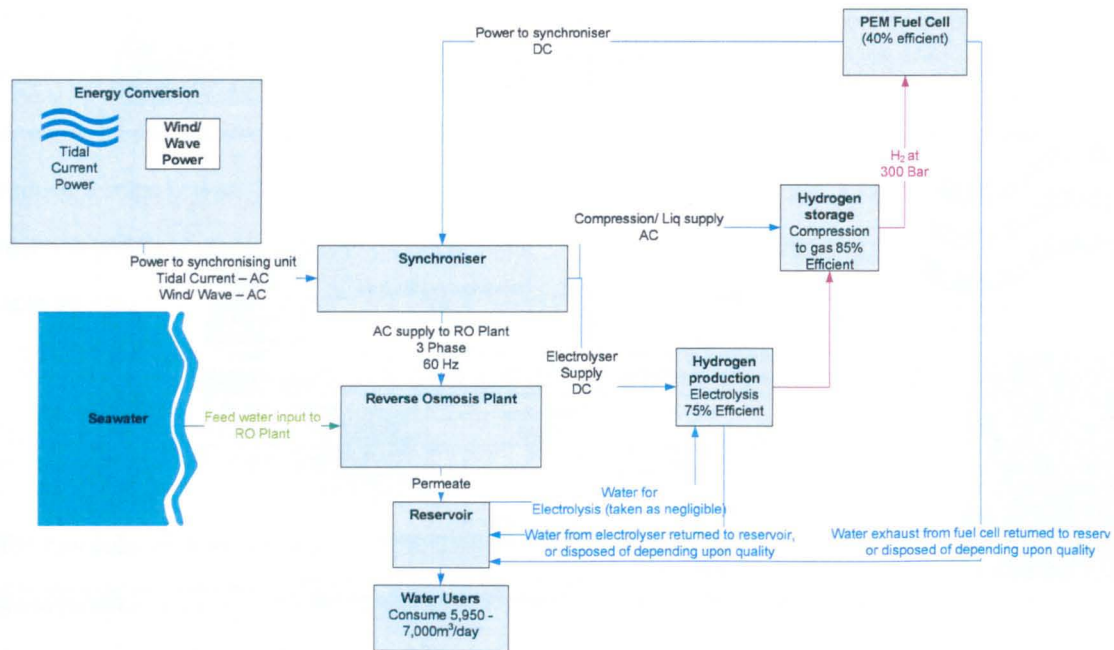 PEM Fuel Cell
(40% efficient)
Power to synchroniser
DC
Energy Conversion
Tidal
Current
Power
Wind/
Wave
Power
H₂ at
300 Bar
Compression/ Liq supply
AC
Hydrogen
storage
Compression
to gas 85%
Efficient
Power to synchronising unit
Tidal Current – AC
Wind/ Wave – AC
Synchroniser
AC supply to RO Plant
3 Phase
60 Hz
Electrolyser
Supply
DC
Hydrogen
production
Electrolysis
75% Efficient
Seawater
Feed water input to
RO Plant
Reverse Osmosis Plant
Permeate
Reservoir
Water for
Electrolysis (taken as negligible)
Water from electrolyser returned to reservoir,
or disposed of depending upon quality
Water exhaust from fuel cell returned to reserv
or disposed of depending upon quality
Water Users
Consume 5,950 -
7,000m³/day